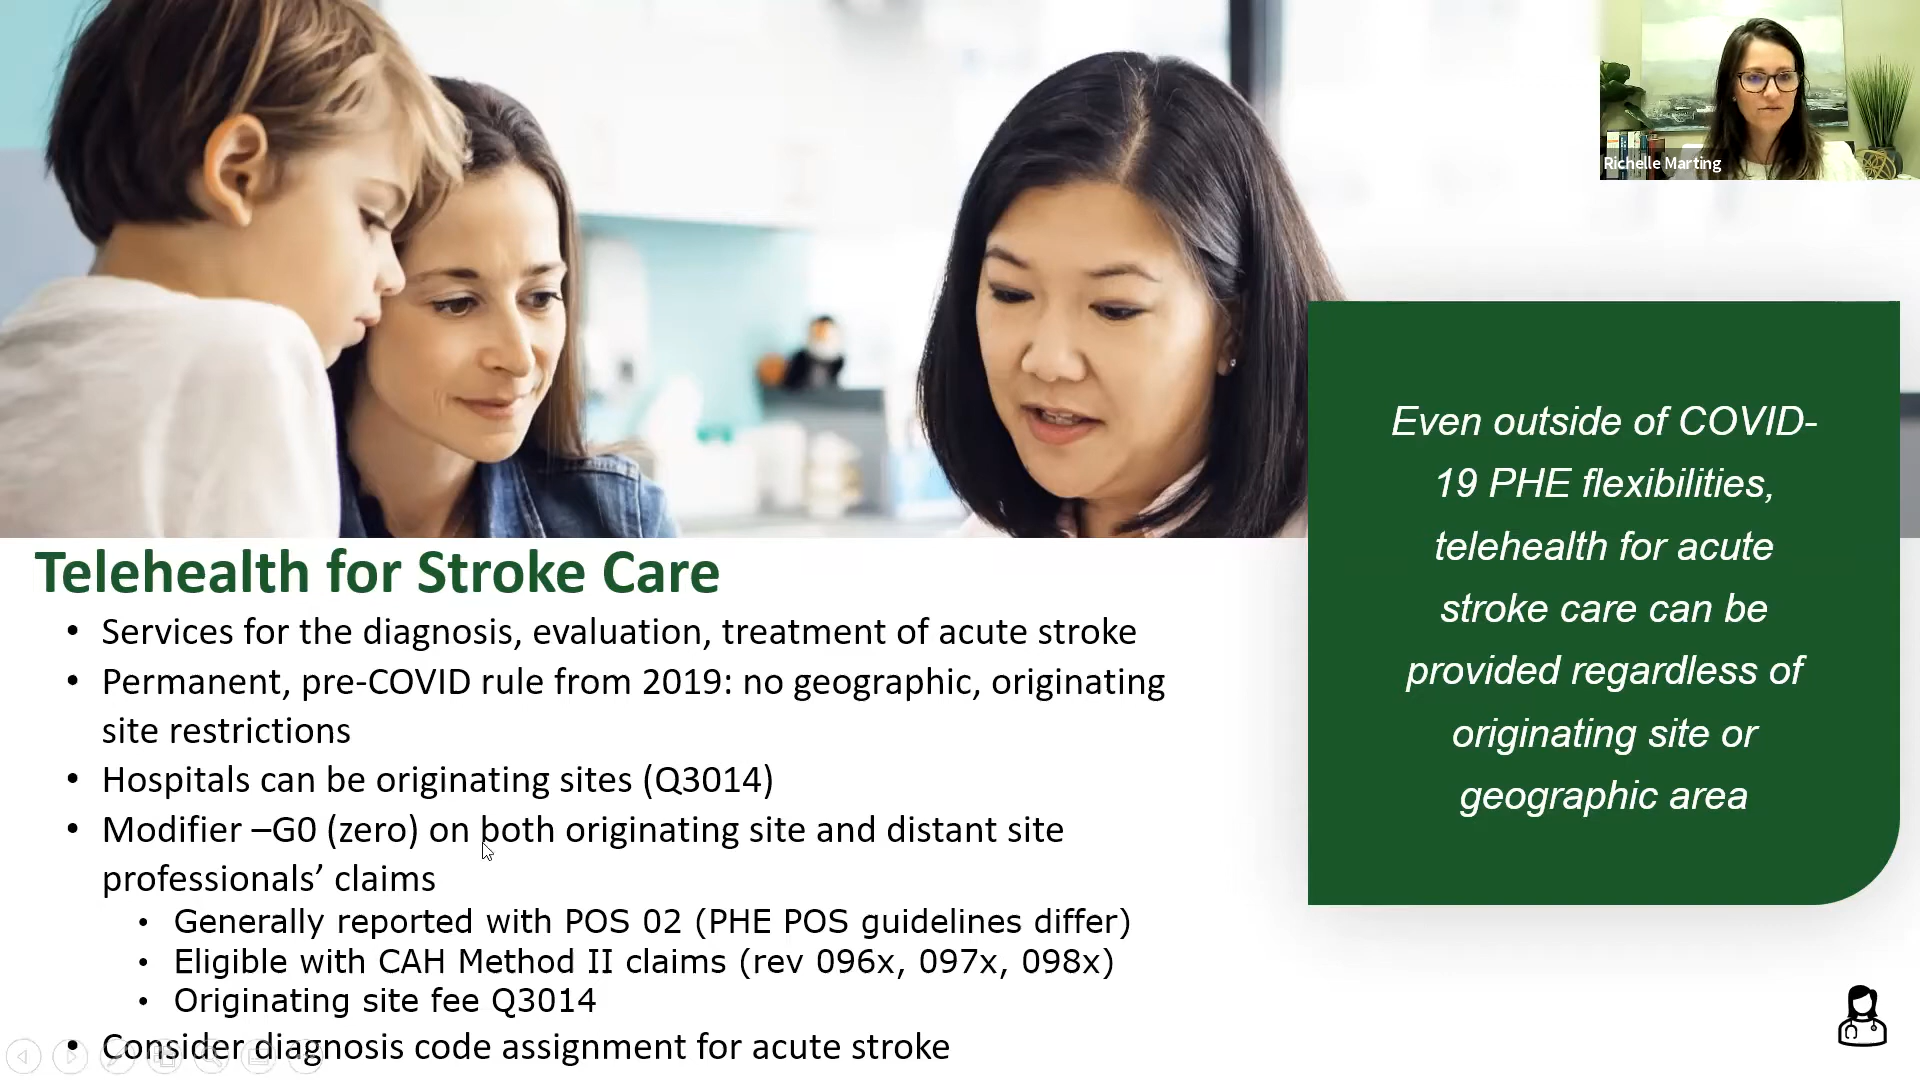 Richelle Marting
Even outside of COVID-
19 PHE flexibilities,
telehealth for acute
stroke care can be
provided regardless of
originating site or
geographic area
Telehealth for Stroke Care
• Services for the diagnosis, evaluation, treatment of acute stroke
• Permanent, pre-COVID rule from 2019: no geographic, originating
site restrictions
• Hospitals can be originating sites (Q3014)
• Modifier –G0 (zero) on both originating site and distant site
professionals’ claims
• Generally reported with POS 02 (PHE POS guidelines differ)
• Eligible with CAH Method II claims (rev 096x, 097x, 098x)
• Originating site fee Q3014
• Consider diagnosis code assignment for acute stroke